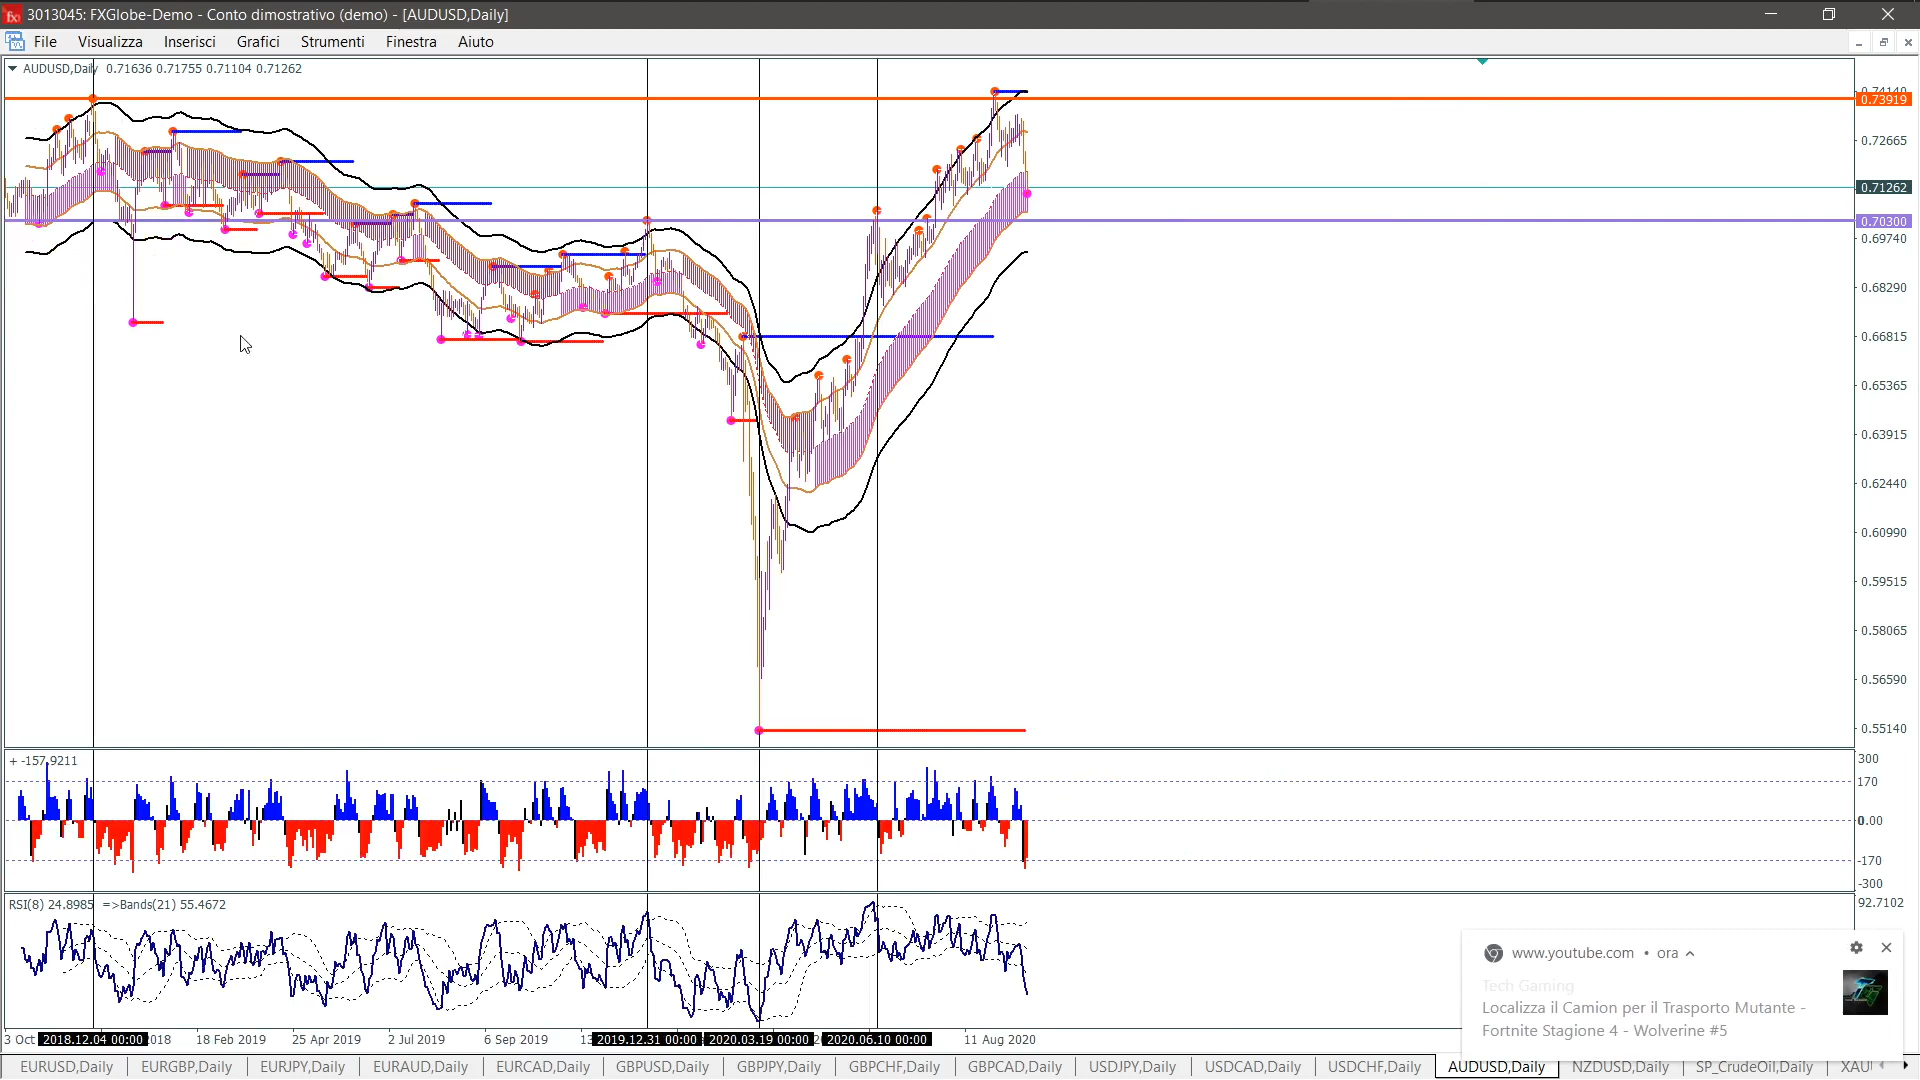 3013045: FXGlobe-Demo - Conto dimostrativo (demo) - [AUDUSD,Daily]
File Visualizza Inserisci Grafici Strumenti Finestra Aiuto
AUDUSD,Daily 0.71636 0.71755 0.71104 0.71262
0.74140
0.73919
0.72665
0.71262
0.70300
0.69740
0.68290
0.66815
0.65365
0.63915
0.62440
0.60990
0.59515
0.58065
0.56590
0.55140
+ -157.9211
300
170
0.00
-170
-300
RSI(8) 24.8985 =>Bands(21) 55.4672
92.7102
www.youtube.com • ora
Tech Gaming
Localizza il Camion per il Trasporto Mutante -
Fortnite Stagione 4 - Wolverine #5
3 Oct 2018.12.04 00:00 18 Feb 2019 25 Apr 2019 2 Jul 2019 6 Sep 2019 2019.12.31 00:00 2020.03.19 00:00 2020.06.10 00:00 11 Aug 2020
EURUSD,Daily EURGBP,Daily EURJPY,Daily EURAUD,Daily EURCAD,Daily GBPUSD,Daily GBPJPY,Daily GBPCHF,Daily GBPCAD,Daily USDJPY,Daily USDCAD,Daily USDCHF,Daily AUDUSD,Daily NZDUSD,Daily SP_CrudeOil,Daily XAU